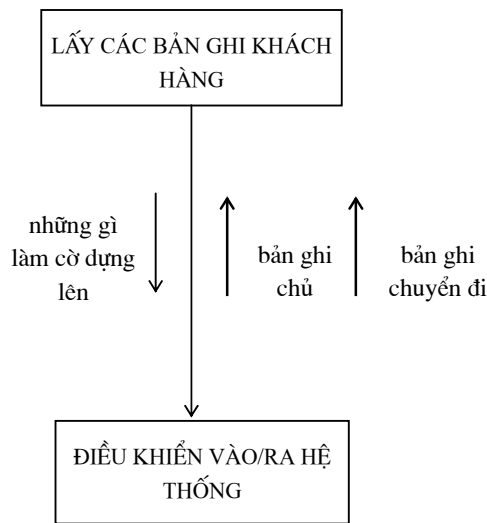 LẤY CÁC BẢN GHI KHÁCH
HÀNG
những gì
làm cờ dựng
lên
bản ghi
chủ
bản ghi
chuyển đi
ĐIỀU KHIỂN VÀO/RA HỆ
THỐNG